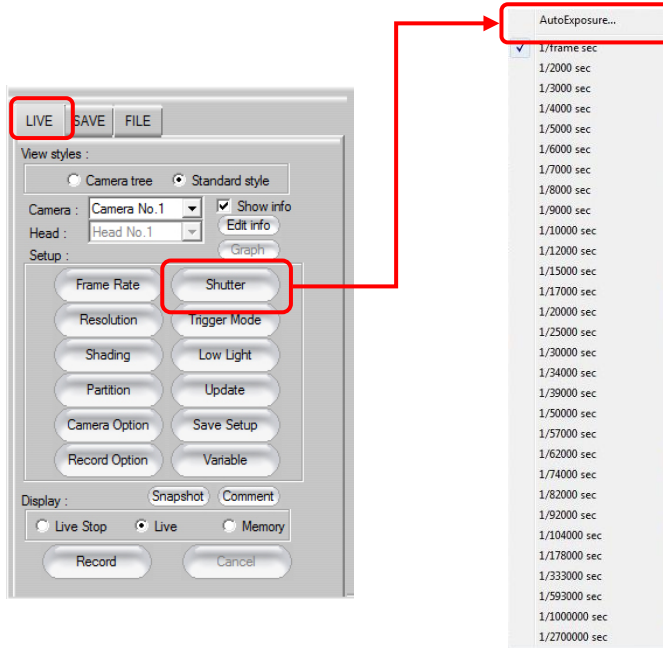 LIVE SAVE FILE
View styles :
Camera tree Standard style
Camera : Camera No.1 Show info
Head : Head No.1 Edit info
Setup : Graph
Frame Rate Shutter
Resolution Trigger Mode
Shading Low Light
Partition Update
Camera Option Save Setup
Record Option Variable
Display : Snapshot Comment
Live Stop Live Memory
Record Cancel
AutoExposure...
1/frame sec
1/2000 sec
1/3000 sec
1/4000 sec
1/5000 sec
1/6000 sec
1/7000 sec
1/8000 sec
1/9000 sec
1/10000 sec
1/12000 sec
1/15000 sec
1/17000 sec
1/20000 sec
1/25000 sec
1/30000 sec
1/34000 sec
1/39000 sec
1/50000 sec
1/57000 sec
1/62000 sec
1/74000 sec
1/82000 sec
1/92000 sec
1/104000 sec
1/178000 sec
1/333000 sec
1/593000 sec
1/1000000 sec
1/2700000 sec